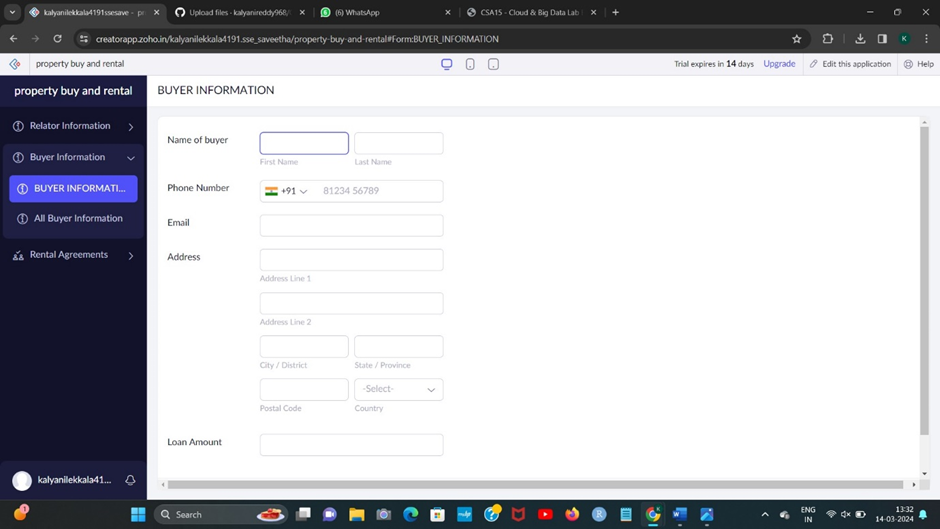 kalyanilekkala4191ssesave - pr
Upload files · kalyanireddy968/
(6) WhatsApp
CSA15 - Cloud & Big Data Lab
creatorapp.zoho.in/kalyanilekkala4191.sse_saveetha/property-buy-and-rental#Form:BUYER_INFORMATION
K
property buy and rental
Trial expires in 14 days
Upgrade
Edit this application
Help
property buy and rental
BUYER INFORMATION
Relator Information
Buyer Information
BUYER INFORMATI...
All Buyer Information
Rental Agreements
Name of buyer
First Name
Last Name
Phone Number
+91
81234 56789
Email
Address
Address Line 1
Address Line 2
City / District
State / Province
-Select-
Postal Code
Country
Loan Amount
kalyanilekkala41...
Search
ENG
IN
13:32
14-03-2024